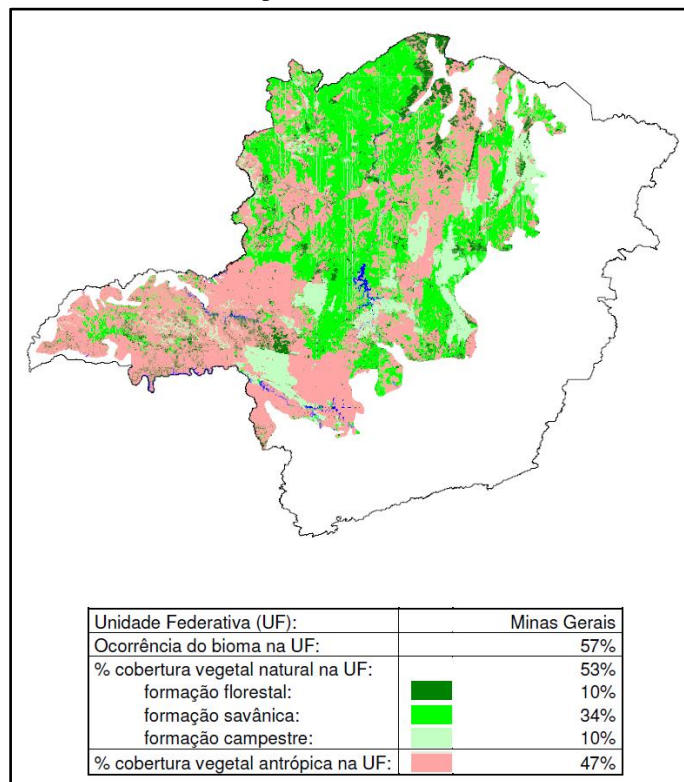 Unidade Federativa (UF): Minas Gerais
Ocorrência do bioma na UF: 57%
% cobertura vegetal natural na UF: 53%
formação florestal: 10%
formação savânica: 34%
formação campestre: 10%
% cobertura vegetal antrópica na UF: 47%